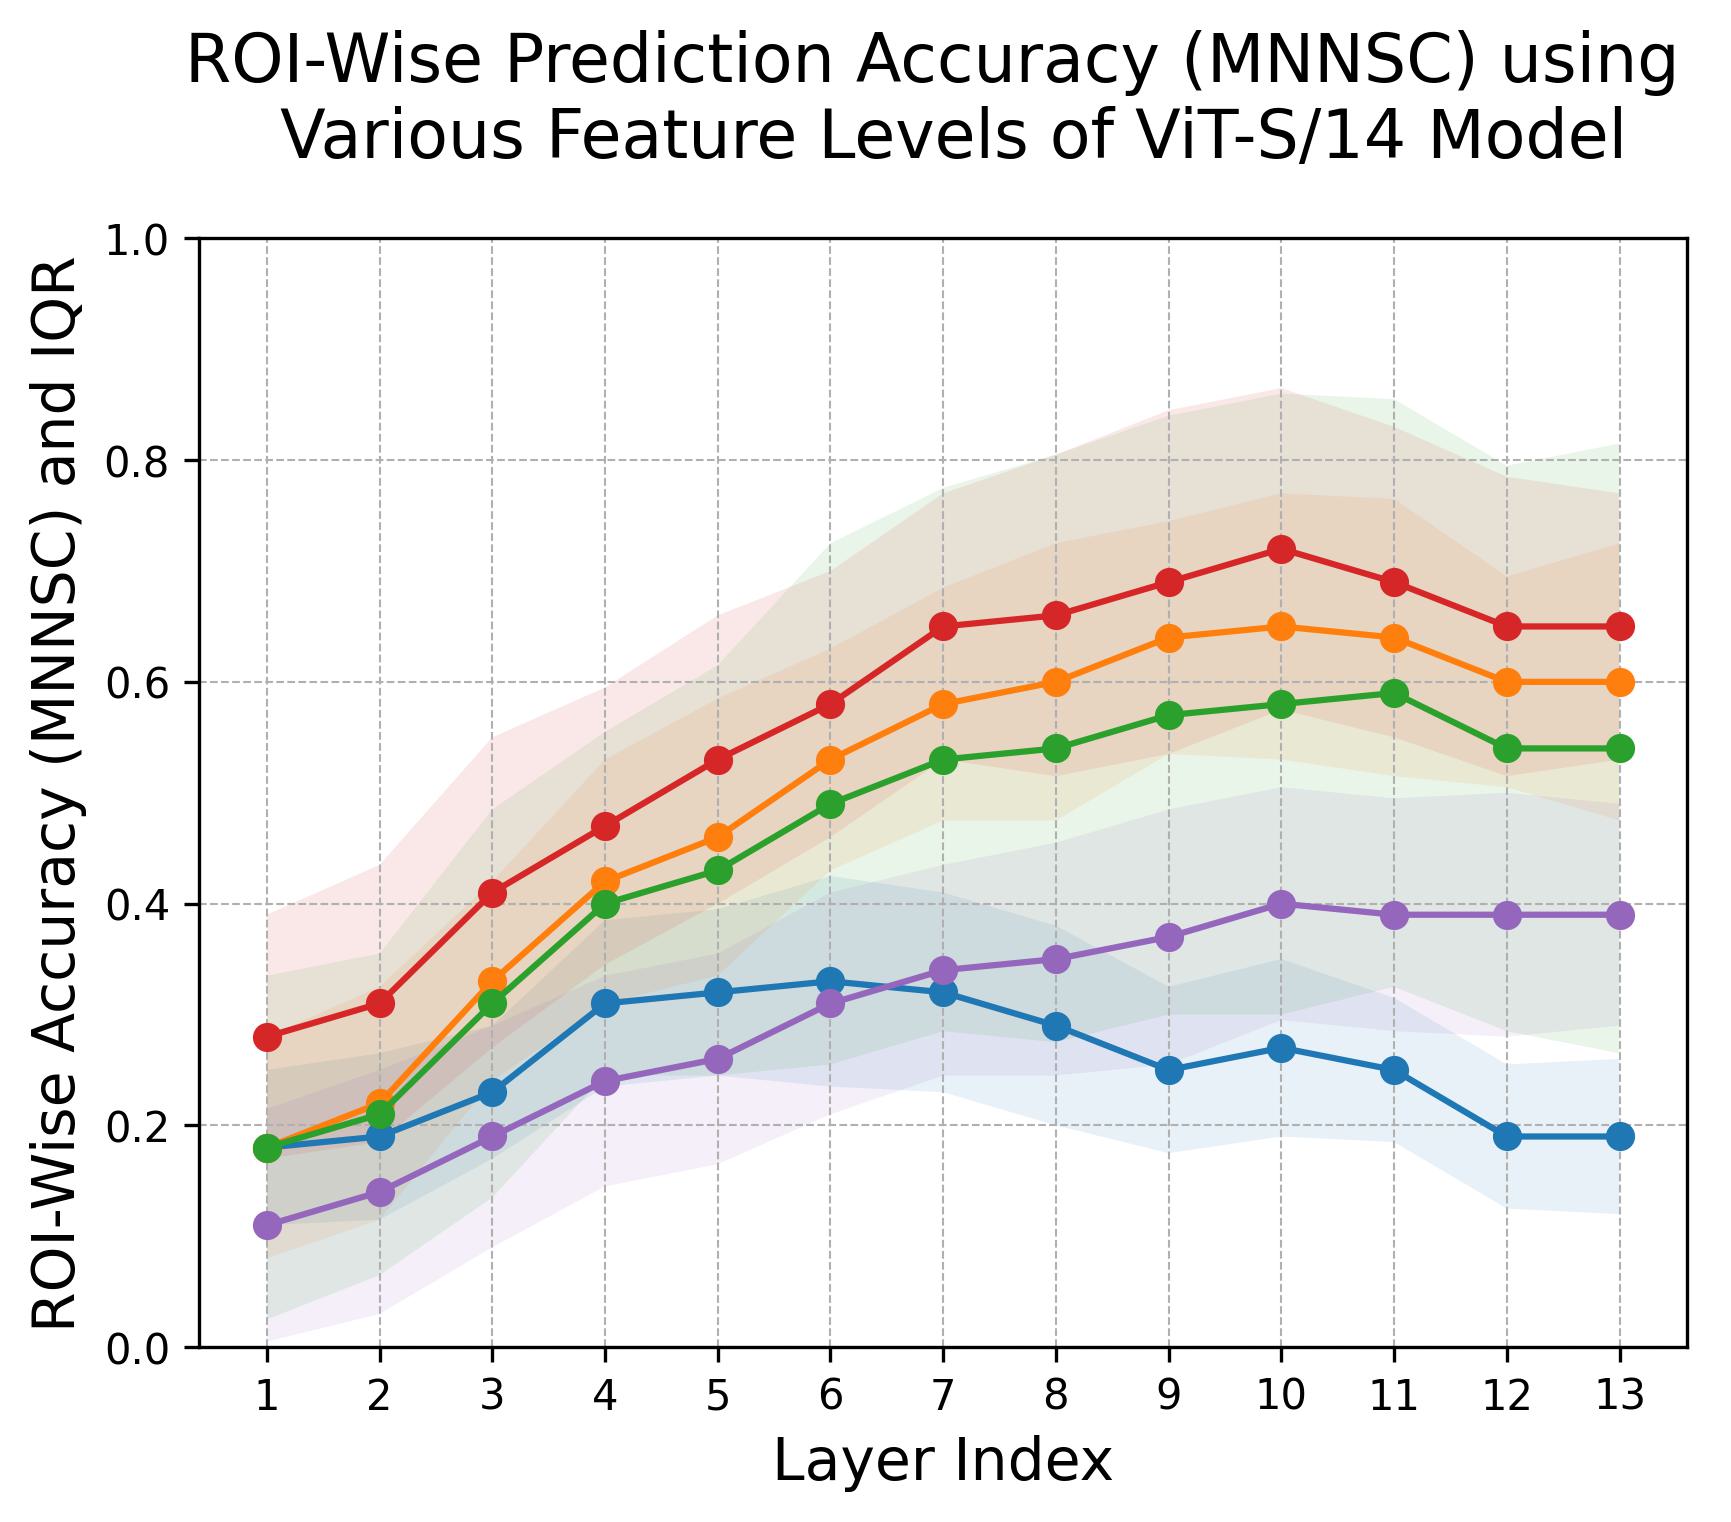 ROI-Wise Prediction Accuracy (MNNSC) using
Various Feature Levels of ViT-S/14 Model
ROI-Wise Accuracy (MNNSC) and IQR
1.0
0.8
0.6
0.4
0.2
0.0
1 2 3 4 5 6 7 8 9 10 11 12 13
Layer Index